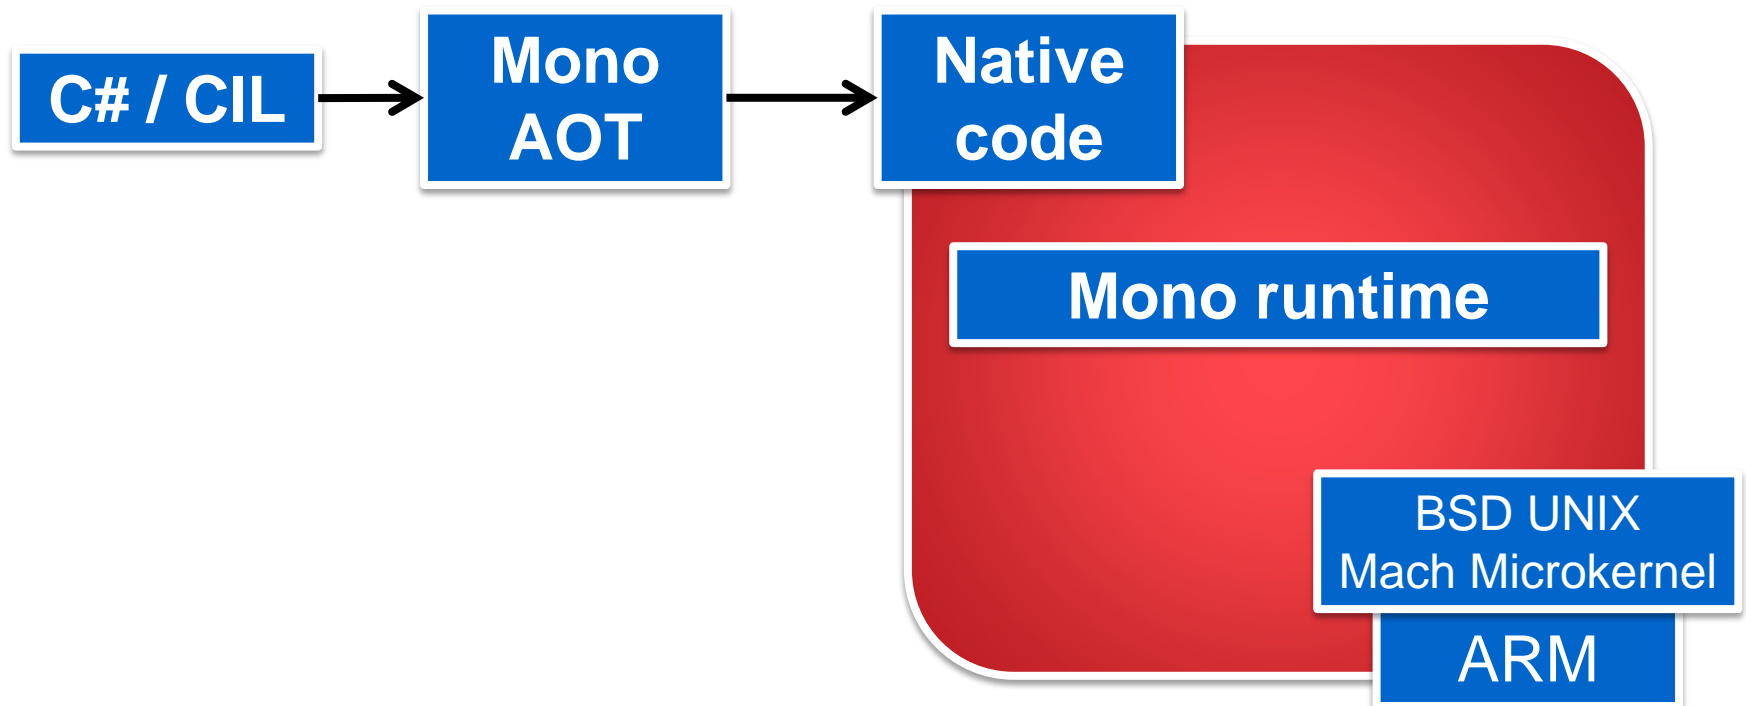 C# / CIL
Mono
AOT
Native
code
Mono runtime
BSD UNIX
Mach Microkernel
ARM